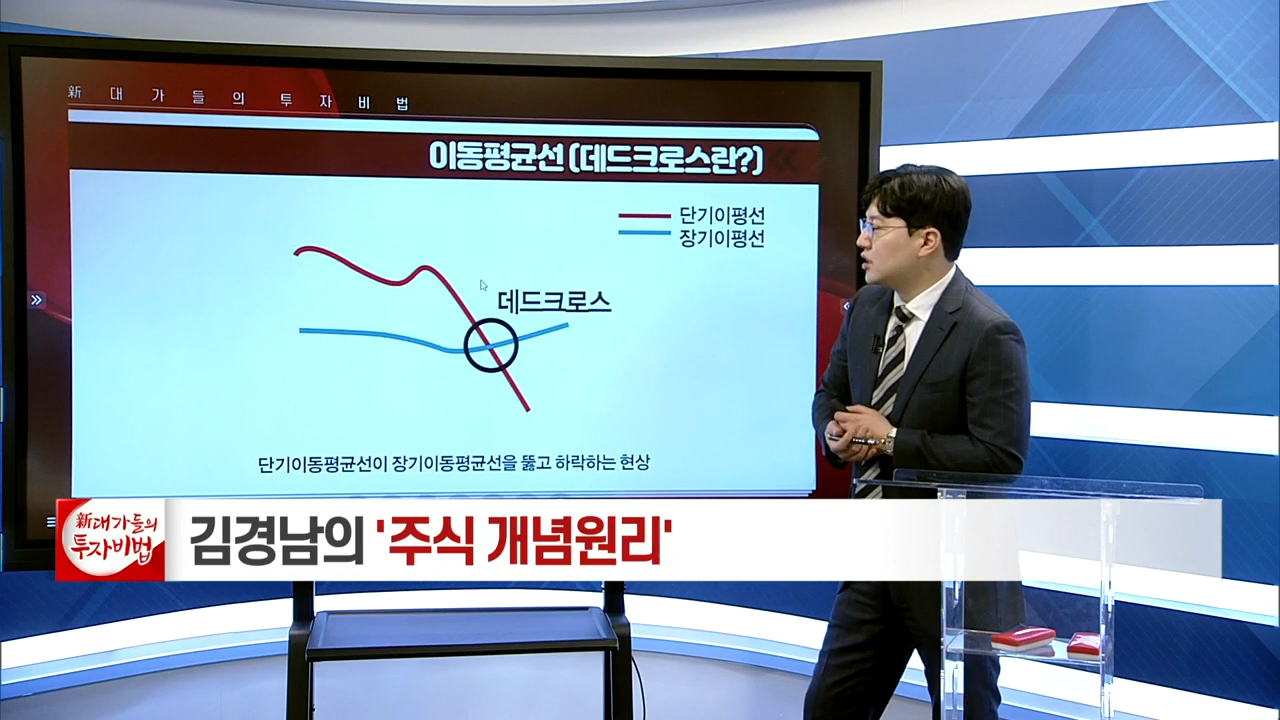 新 대 가 들 의 투 자 비 법
이동평균선 (데드크로스란?)
단기이평선
장기이평선
데드크로스
단기이동평균선이 장기이동평균선을 뚫고 하락하는 현상
新대가들의
투자비법
김경남의 '주식 개념원리'